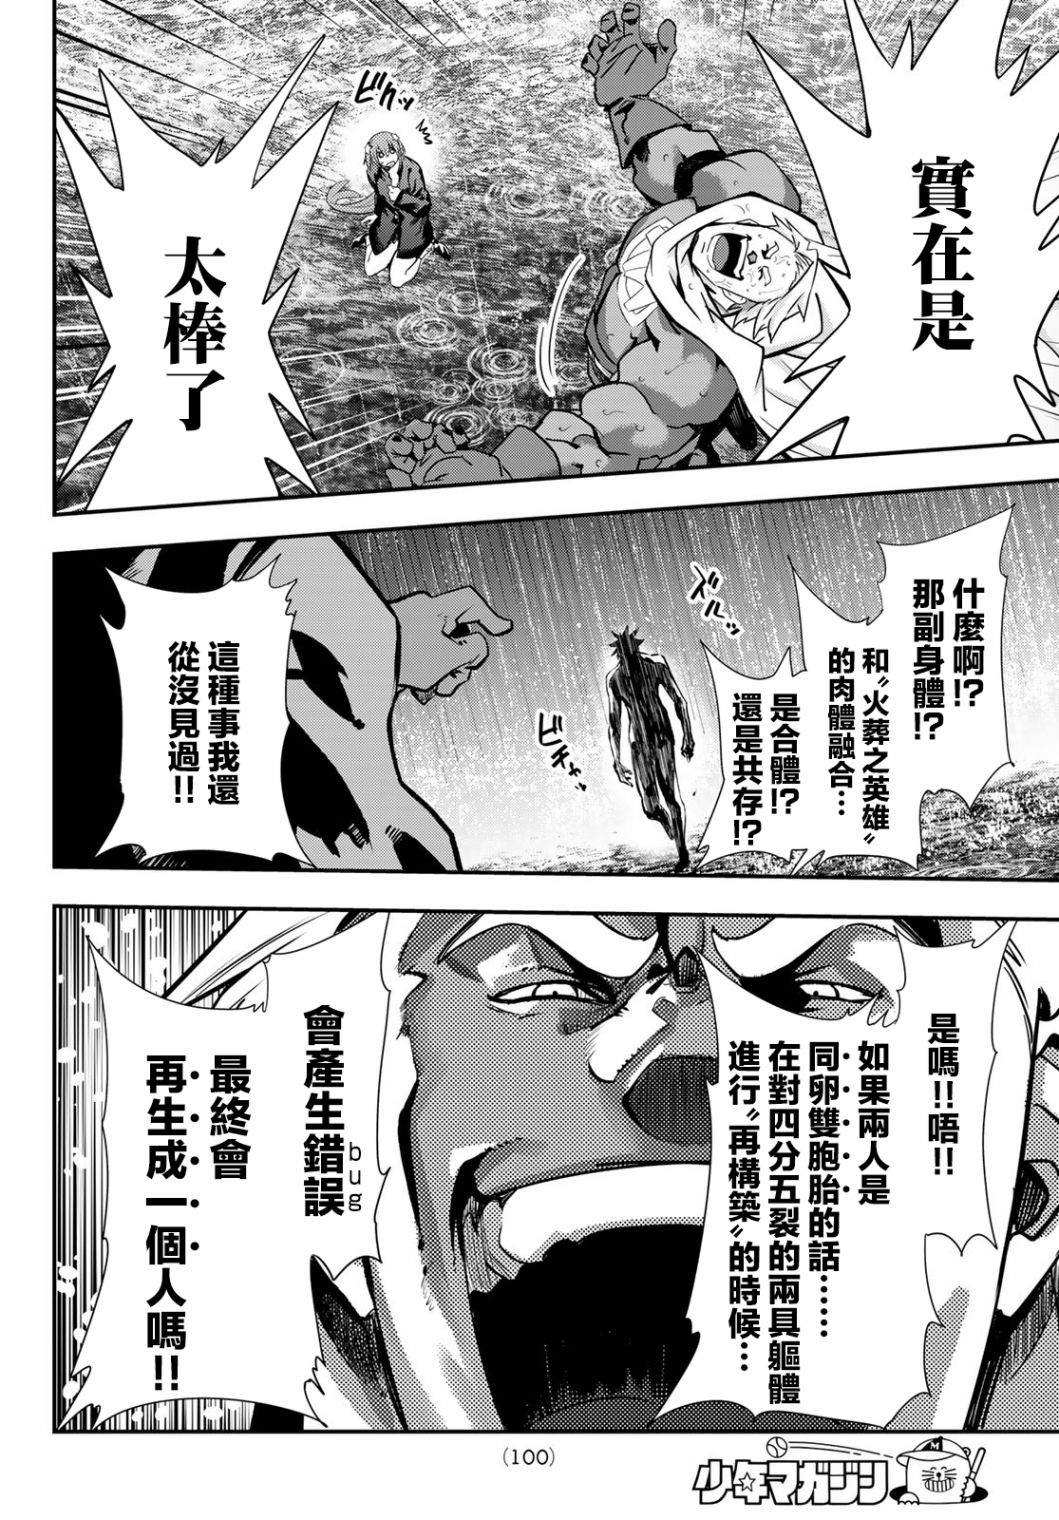 實在是
太棒了
ビクッ
什麼啊!?
那副身體!?
和〝火葬之英雄〞
的肉體融合…
是合體!?
還是共存!?
ズルッ
ビチャ
這種事我還
從沒見過!!
是嗎!!唔!!
如果兩人是
同卵雙胞胎的話……
在對四分五裂的兩具軀體
進行〝再構築〞的時候…
會產生錯誤
bug
最終會
再生成一個人嗎!!
(100)
少年マガジン
M